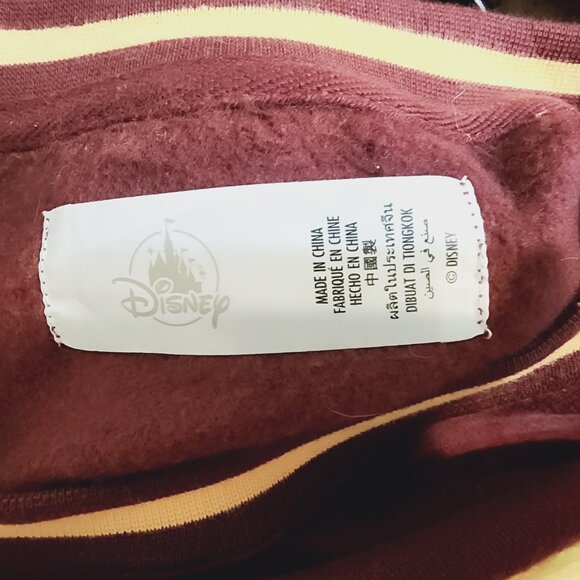 Disney
MADE IN CHINA
FABRIQUÉ EN CHINE
HECHO EN CHINA
中國製
ผลิตในประเทศจีน
DIBUAT DI TIONGKOK
صنع في الصين
© DISNEY